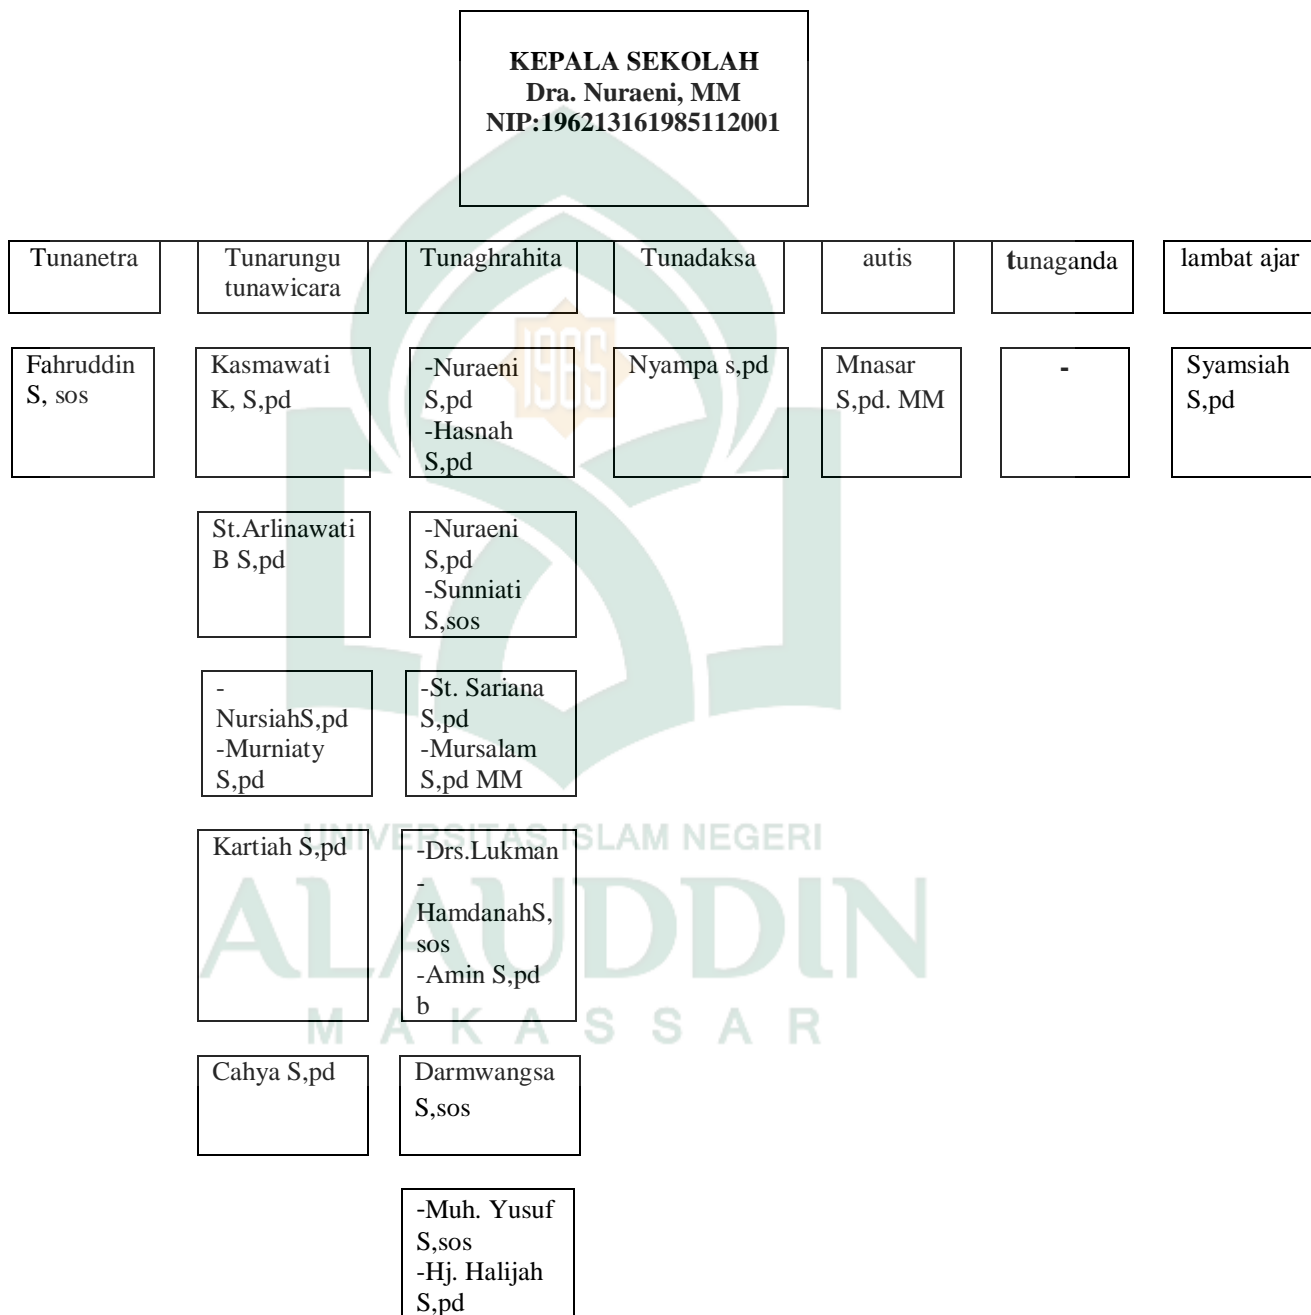 KEPALA SEKOLAH
Dra. Nuraeni, MM
NIP:196213161985112001
Tunanetra
Tunarungu
tunawicara
Tunaghrahita
Tunadaksa
autis
tunaganda
lambat ajar
Fahruddin
S, sos
Kasmawati
K, S,pd
-Nuraeni
S,pd
-Hasnah
S,pd
Nyampa s,pd
Mnasar
S,pd. MM
-
Syamsiah
S,pd
1965
St.Arlinawati
B S,pd
-Nuraeni
S,pd
-Sunniati
S,sos
-
NursiahS,pd
-Murniaty
S,pd
-St. Sariana
S,pd
-Mursalam
S,pd MM
UNIVERSITAS ISLAM NEGERI
ALAUDDIN
MAKASSAR
Kartiah S,pd
-Drs.Lukman
-
HamdanahS,
sos
-Amin S,pd
b
Cahya S,pd
Darmwangsa
S,sos
-Muh. Yusuf
S,sos
-Hj. Halijah
S,pd